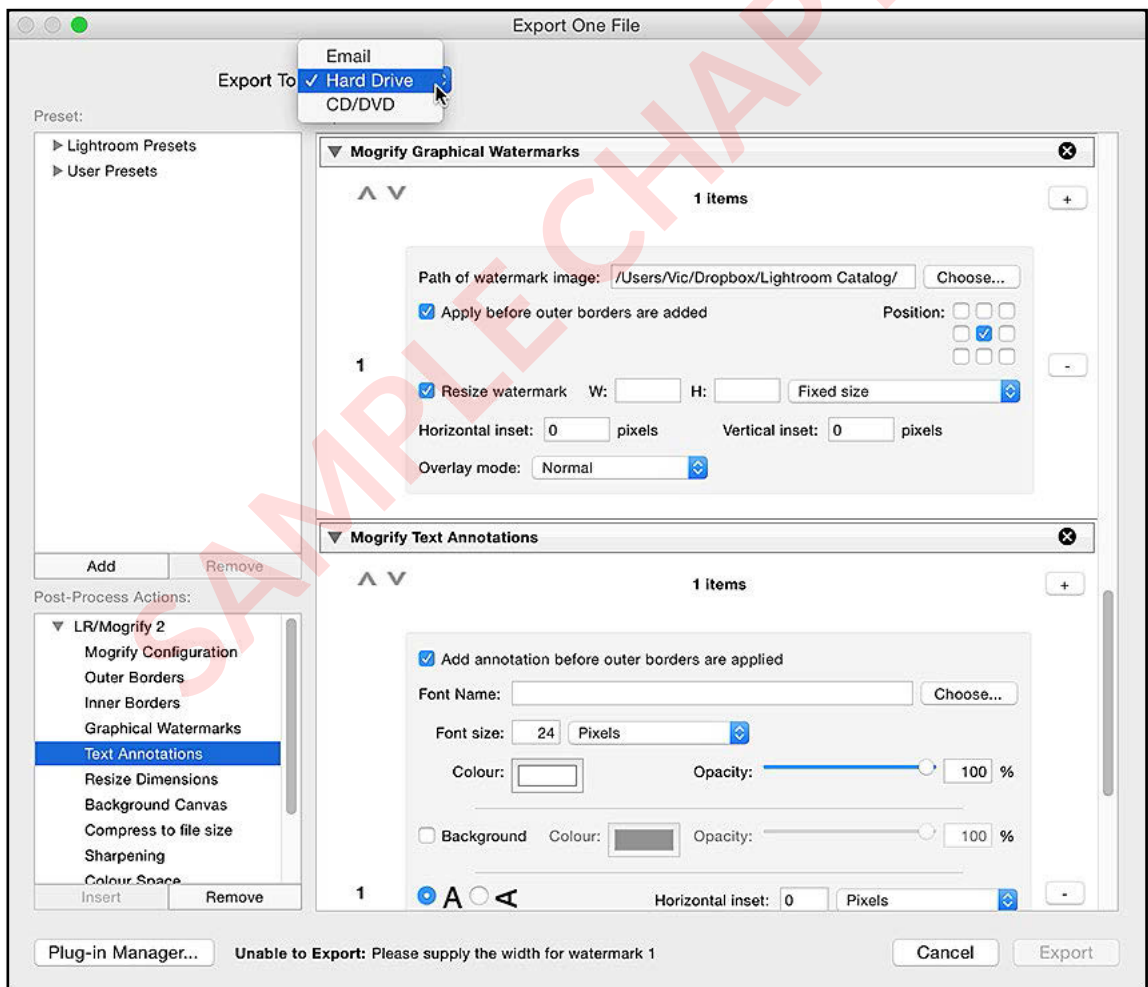 Export One File
Email
Export To ✓ Hard Drive
CD/DVD
Preset:
Lightroom Presets
User Presets
Add Remove
Post-Process Actions:
LR/Mogrify 2
Mogrify Configuration
Outer Borders
Inner Borders
Graphical Watermarks
Text Annotations
Resize Dimensions
Background Canvas
Compress to file size
Sharpening
Colour Space
Insert Remove
Mogrify Graphical Watermarks
1 items +
Path of watermark image: /Users/Vic/Dropbox/Lightroom Catalog/ Choose...
Apply before outer borders are added Position:
1 -
Resize watermark W: H: Fixed size
Horizontal inset: 0 pixels Vertical inset: 0 pixels
Overlay mode: Normal
Mogrify Text Annotations
1 items +
Add annotation before outer borders are applied
Font Name: Choose...
Font size: 24 Pixels
Colour: Opacity: 100 %
Background Colour: Opacity: 100 %
1 A A Horizontal inset: 0 Pixels -
Plug-in Manager... Unable to Export: Please supply the width for watermark 1 Cancel Export
SAMPLE CHAP